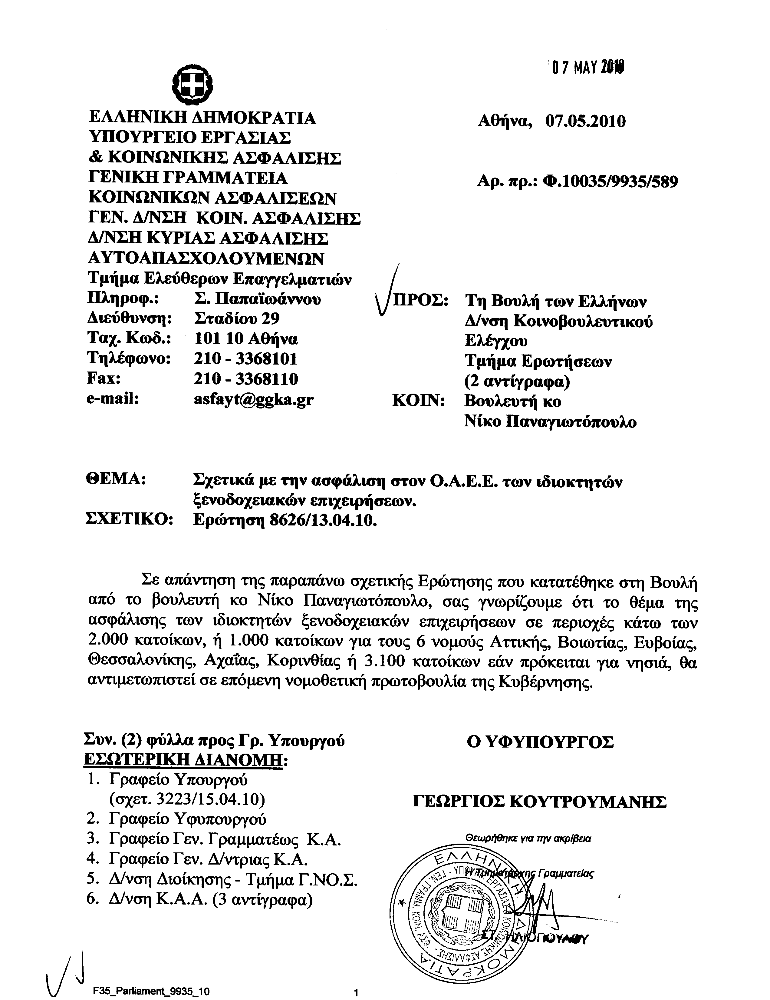 07 MAY 2010
ΕΛΛΗΝΙΚΗ ΔΗΜΟΚΡΑΤΙΑ
ΥΠΟΥΡΓΕΙΟ ΕΡΓΑΣΙΑΣ
& ΚΟΙΝΩΝΙΚΗΣ ΑΣΦΑΛΙΣΗΣ
ΓΕΝΙΚΗ ΓΡΑΜΜΑΤΕΙΑ
ΚΟΙΝΩΝΙΚΩΝ ΑΣΦΑΛΙΣΕΩΝ
ΓΕΝ. Δ/ΝΣΗ ΚΟΙΝ. ΑΣΦΑΛΙΣΗΣ
Δ/ΝΣΗ ΚΥΡΙΑΣ ΑΣΦΑΛΙΣΗΣ
ΑΥΤΟΑΠΑΣΧΟΛΟΥΜΕΝΩΝ
Τμήμα Ελεύθερων Επαγγελματιών
Πληροφ.: Σ. Παπαϊωάννου
Διεύθυνση: Σταδίου 29
Ταχ. Κωδ.: 101 10 Αθήνα
Τηλέφωνο: 210 - 3368101
Fax: 210 - 3368110
e-mail: asfayt@ggka.gr
Αθήνα, 07.05.2010
Αρ. πρ.: Φ.10035/9935/589
ΠΡΟΣ: Τη Βουλή των Ελλήνων
Δ/νση Κοινοβουλευτικού
Ελέγχου
Τμήμα Ερωτήσεων
(2 αντίγραφα)
ΚΟΙΝ: Βουλευτή κο
Νίκο Παναγιωτόπουλο
ΘΕΜΑ: Σχετικά με την ασφάλιση στον Ο.Α.Ε.Ε. των ιδιοκτητών
ξενοδοχειακών επιχειρήσεων.
ΣΧΕΤΙΚΟ: Ερώτηση 8626/13.04.10.
Σε απάντηση της παραπάνω σχετικής Ερώτησης που κατατέθηκε στη Βουλή
από το βουλευτή κο Νίκο Παναγιωτόπουλο, σας γνωρίζουμε ότι το θέμα της
ασφάλισης των ιδιοκτητών ξενοδοχειακών επιχειρήσεων σε περιοχές κάτω των
2.000 κατοίκων, ή 1.000 κατοίκων για τους 6 νομούς Αττικής, Βοιωτίας, Ευβοίας,
Θεσσαλονίκης, Αχαΐας, Κορινθίας ή 3.100 κατοίκων εάν πρόκειται για νησιά, θα
αντιμετωπιστεί σε επόμενη νομοθετική πρωτοβουλία της Κυβέρνησης.
Συν. (2) φύλλα προς Γρ. Υπουργού
ΕΣΩΤΕΡΙΚΗ ΔΙΑΝΟΜΗ:
1. Γραφείο Υπουργού
(σχετ. 3223/15.04.10)
2. Γραφείο Υφυπουργού
3. Γραφείο Γεν. Γραμματέως Κ.Α.
4. Γραφείο Γεν. Δ/ντριας Κ.Α.
5. Δ/νση Διοίκησης - Τμήμα Γ.ΝΟ.Σ.
6. Δ/νση Κ.Α.Α. (3 αντίγραφα)
Ο ΥΦΥΠΟΥΡΓΟΣ
ΓΕΩΡΓΙΟΣ ΚΟΥΤΡΟΥΜΑΝΗΣ
Θεωρήθηκε για την ακρίβεια
Τμηματάρχης Γραμματείας
ΕΛΛΗΝΙΚΗ ΔΗΜΟΚΡΑΤΙΑ
ΕΡΓΑΣΙΑΣ & ΚΟΙΝΩΝΙΚΗΣ ΑΣΦΑΛΙΣΗΣ - ΓΕΝ. ΓΡΑΜΜ. ΚΟΙΝ. ΑΣΦ.
ΣΤ. ΗΛΙΟΠΟΥΛΟΥ
F35_Parliament_9935_10
1